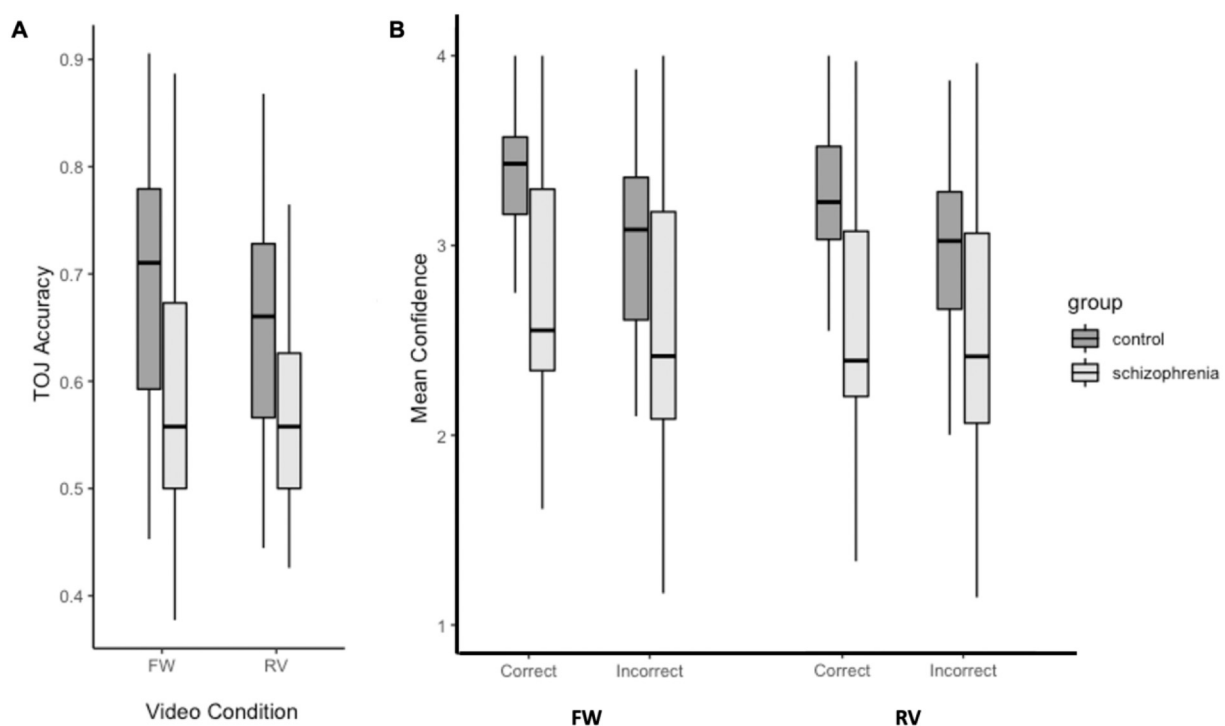 A
0.9
0.8
0.7
0.6
0.5
0.4
TOJ Accuracy
FW RV
Video Condition
B
4
3
2
1
Mean Confidence
Correct Incorrect Correct Incorrect
FW RV
group
control
schizophrenia